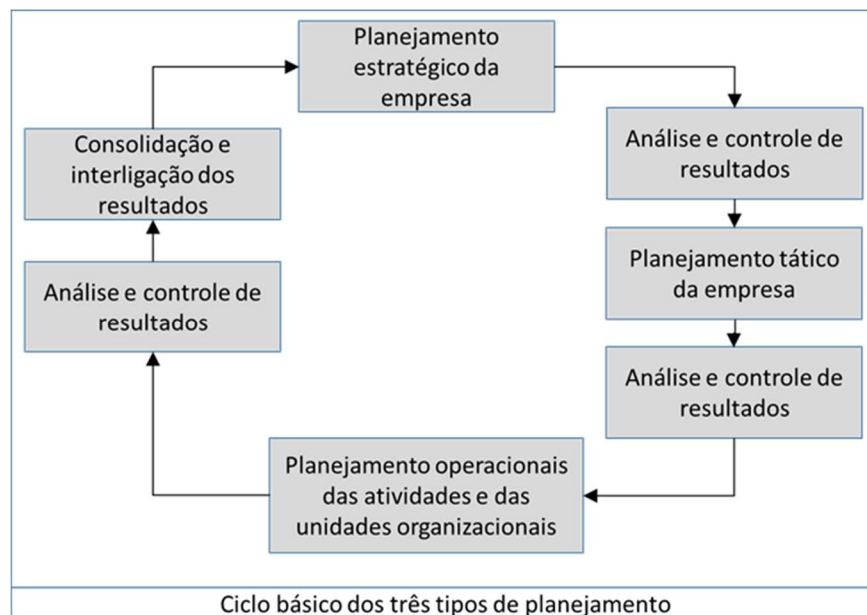 Planejamento
estratégico da
empresa
Análise e controle de
resultados
Planejamento tático
da empresa
Análise e controle de
resultados
Planejamento operacionais
das atividades e das
unidades organizacionais
Análise e controle de
resultados
Consolidação e
interligação dos
resultados
Ciclo básico dos três tipos de planejamento